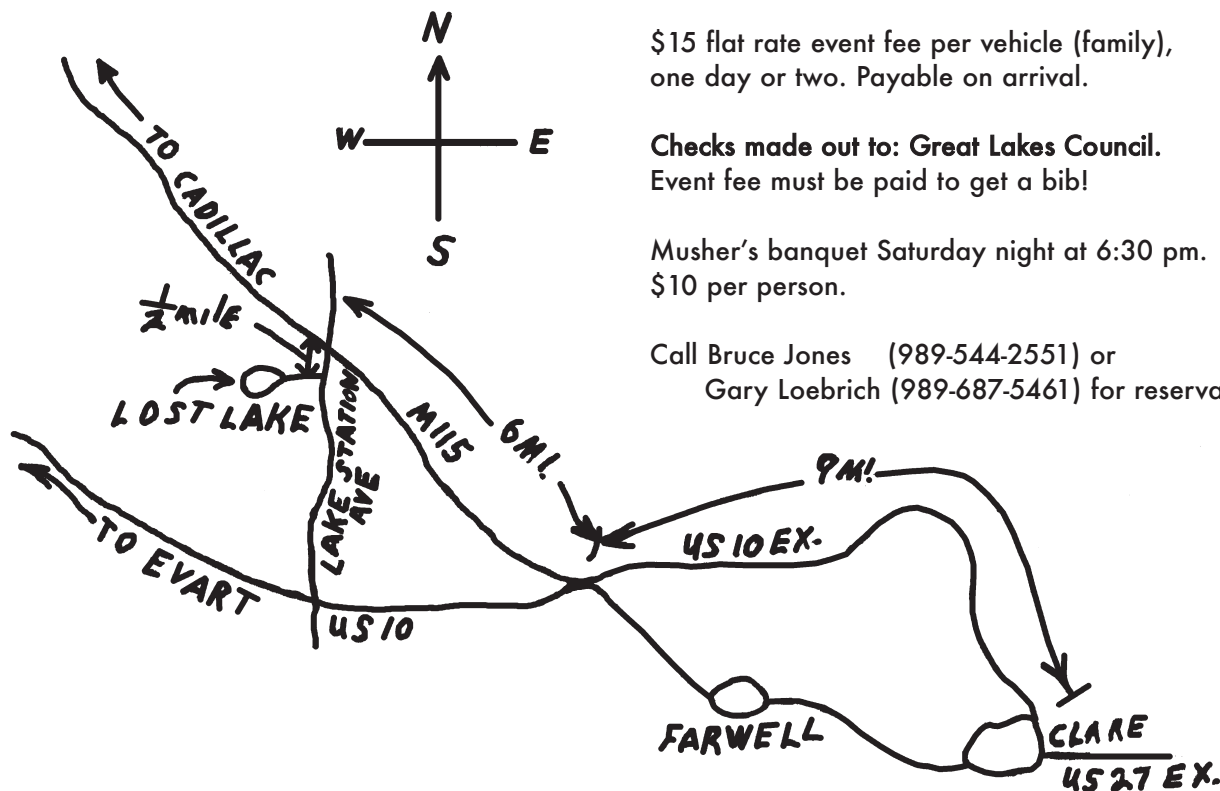 N
W E
S
$15 flat rate event fee per vehicle (family),
one day or two. Payable on arrival.
Checks made out to: Great Lakes Council.
Event fee must be paid to get a bib!
Musher's banquet Saturday night at 6:30 pm.
$10 per person.
Call Bruce Jones (989-544-2551) or
Gary Loebrich (989-687-5461) for reserva
TO CADILLAC
1/2 MILE
LOST LAKE
LAKE STATION
AVE
M115
6 MI.
9 MI.
US 10 EX.
TO EVART
US 10
FARWELL
CLARE
US 27 EX.